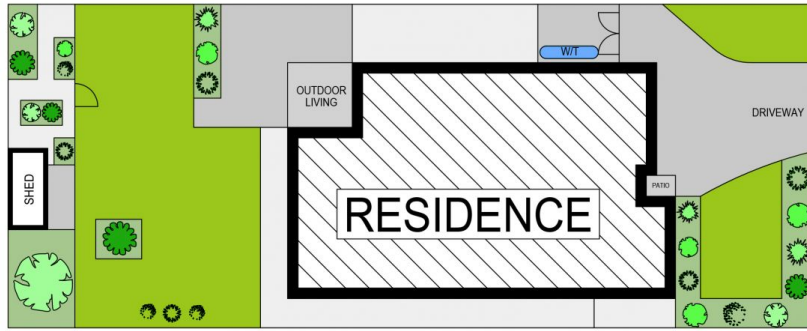 W/T
OUTDOOR
LIVING
DRIVEWAY
SHED
PATIO
RESIDENCE